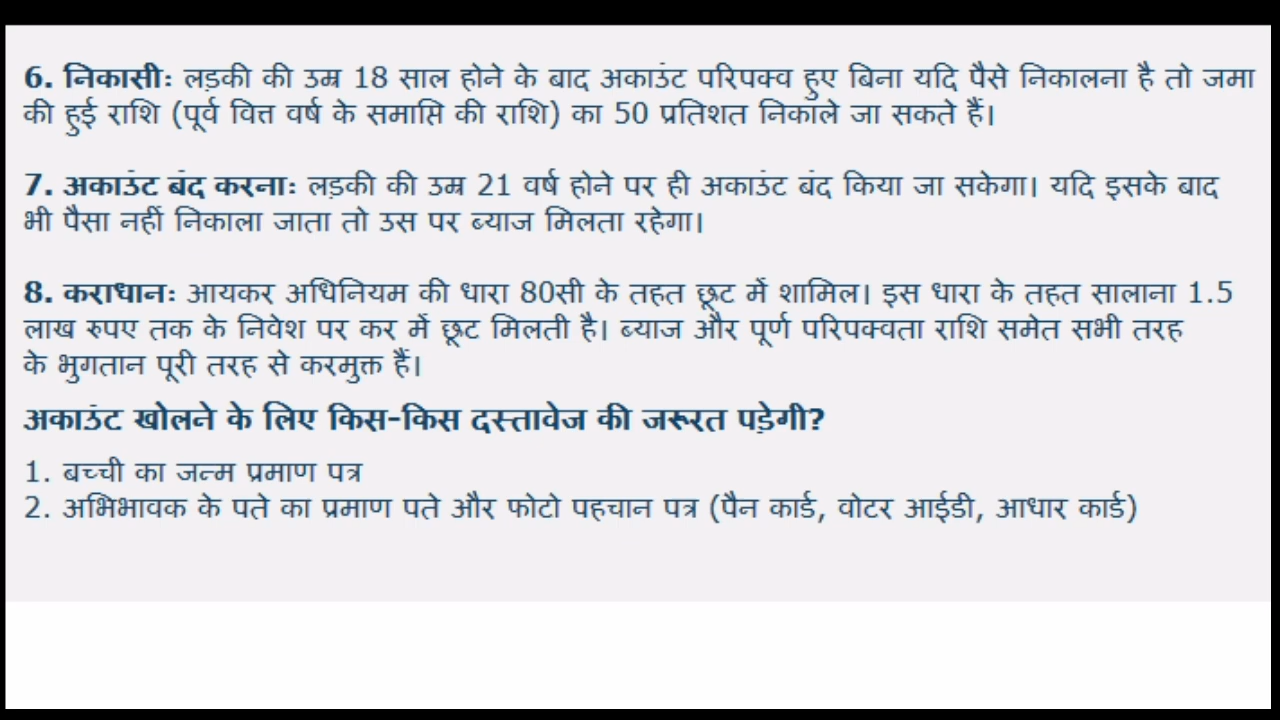 6. निकासी: लड़की की उम्र 18 साल होने के बाद अकाउंट परिपक्व हुए बिना यदि पैसे निकालना है तो जमा
की हुई राशि (पूर्व वित्त वर्ष के समाप्ति की राशि) का 50 प्रतिशत निकाले जा सकते हैं।
7. अकाउंट बंद करना: लड़की की उम्र 21 वर्ष होने पर ही अकाउंट बंद किया जा सकेगा। यदि इसके बाद
भी पैसा नहीं निकाला जाता तो उस पर ब्याज मिलता रहेगा।
8. कराधान: आयकर अधिनियम की धारा 80सी के तहत छूट में शामिल। इस धारा के तहत सालाना 1.5
लाख रुपए तक के निवेश पर कर में छूट मिलती है। ब्याज और पूर्ण परिपक्वता राशि समेत सभी तरह
के भुगतान पूरी तरह से करमुक्त हैं।
अकाउंट खोलने के लिए किस-किस दस्तावेज की जरूरत पड़ेगी?
1. बच्ची का जन्म प्रमाण पत्र
2. अभिभावक के पते का प्रमाण पते और फोटो पहचान पत्र (पैन कार्ड, वोटर आईडी, आधार कार्ड)